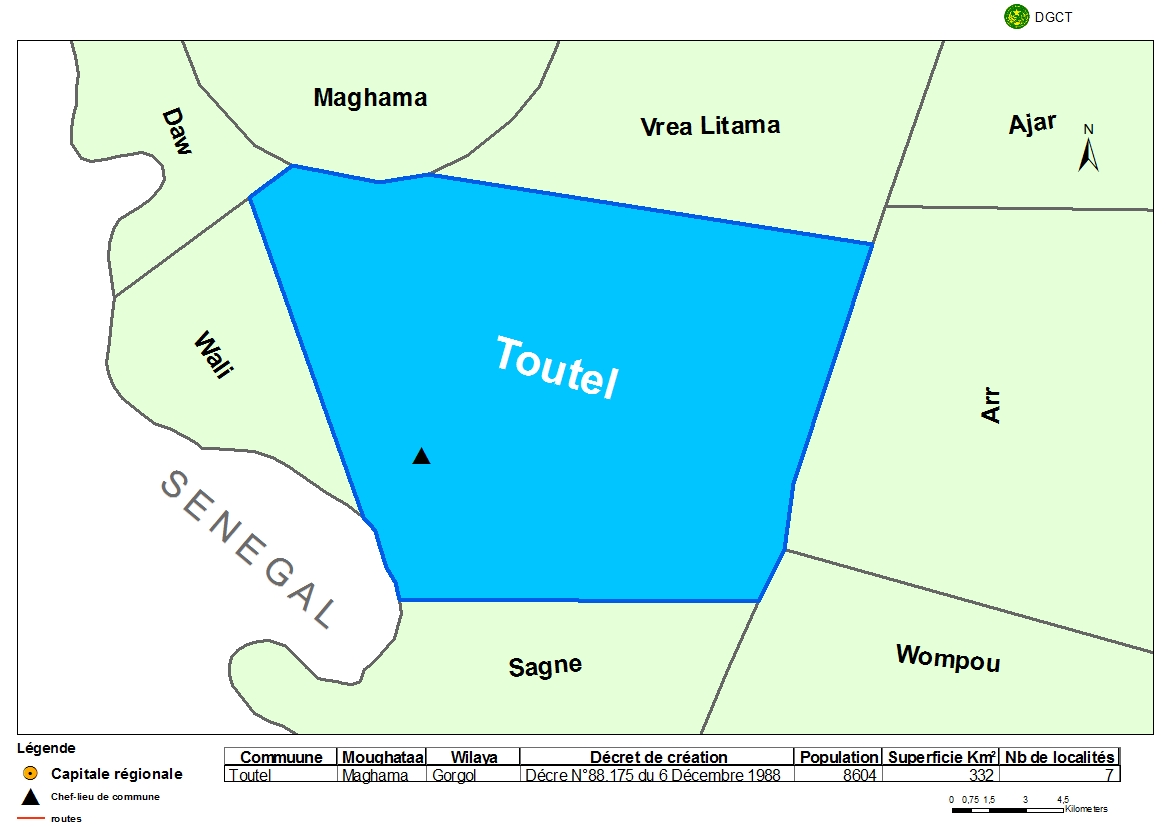 DGCT
Maghama
Daw
Vrea Litama
Ajar
N
Toutel
Wali
Arr
SENEGAL
Sagne
Wompou
Légende
Capitale régionale
Chef-lieu de commune
routes
Commuune Moughataa Wilaya Décret de création Population Superficie Km² Nb de localités
Toutel Maghama Gorgol Décre N°88.175 du 6 Décembre 1988 8604 332 7
0 0,75 1,5 3 4,5
Kilometers